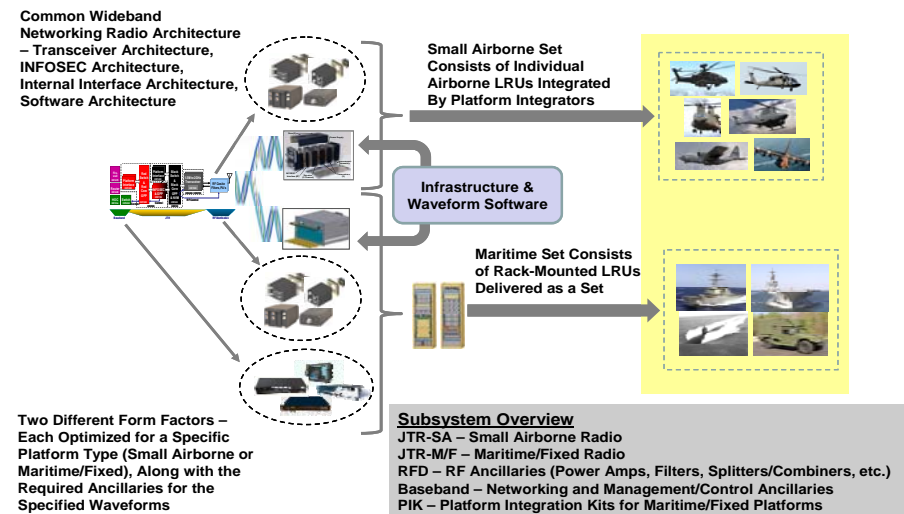 Common Wideband
Networking Radio Architecture
– Transceiver Architecture,
INFOSEC Architecture,
Internal Interface Architecture,
Software Architecture
Small Airborne Set
Consists of Individual
Airborne LRUs Integrated
By Platform Integrators
Infrastructure &
Waveform Software
Maritime Set Consists
of Rack-Mounted LRUs
Delivered as a Set
Two Different Form Factors –
Each Optimized for a Specific
Platform Type (Small Airborne or
Maritime/Fixed), Along with the
Required Ancillaries for the
Specified Waveforms
Subsystem Overview
JTR-SA – Small Airborne Radio
JTR-M/F – Maritime/Fixed Radio
RFD – RF Ancillaries (Power Amps, Filters, Splitters/Combiners, etc.)
Baseband – Networking and Management/Control Ancillaries
PIK – Platform Integration Kits for Maritime/Fixed Platforms